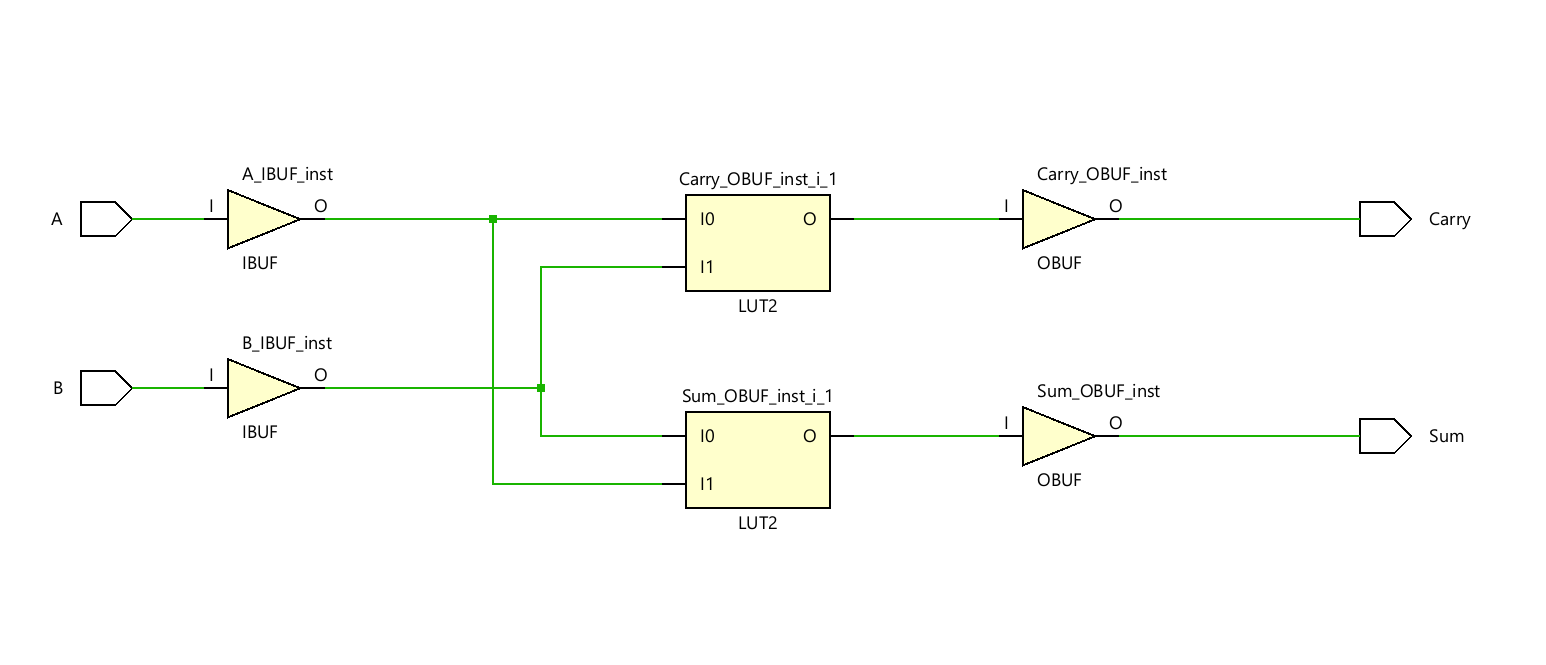 A_IBUF_inst
A
I
O
IBUF
B_IBUF_inst
B
I
O
IBUF
Carry_OBUF_inst_i_1
I0
O
I1
LUT2
Sum_OBUF_inst_i_1
I0
O
I1
LUT2
Carry_OBUF_inst
I
O
OBUF
Carry
Sum_OBUF_inst
I
O
OBUF
Sum